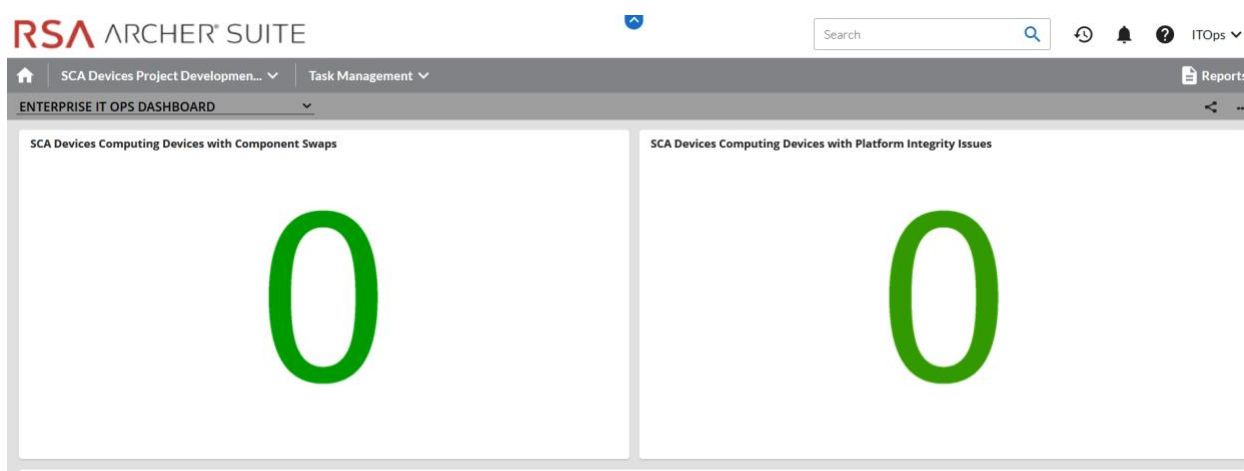 RSA ARCHER® SUITE
Search
ITOps
SCA Devices Project Developmen...
Task Management
Reports
ENTERPRISE IT OPS DASHBOARD
SCA Devices Computing Devices with Component Swaps
SCA Devices Computing Devices with Platform Integrity Issues
0
0